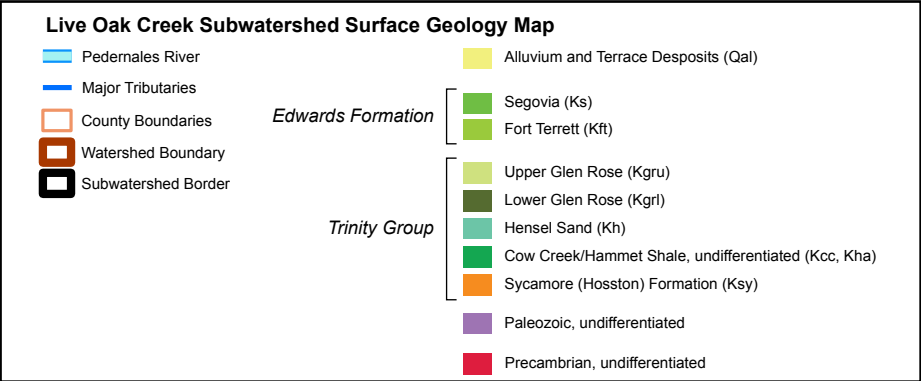 Live Oak Creek Subwatershed Surface Geology Map
Pedernales River
Major Tributaries
County Boundaries
Watershed Boundary
Subwatershed Border
Alluvium and Terrace Desposits (Qal)
Edwards Formation
Segovia (Ks)
Fort Terrett (Kft)
Trinity Group
Upper Glen Rose (Kgru)
Lower Glen Rose (Kgrl)
Hensel Sand (Kh)
Cow Creek/Hammet Shale, undifferentiated (Kcc, Kha)
Sycamore (Hosston) Formation (Ksy)
Paleozoic, undifferentiated
Precambrian, undifferentiated